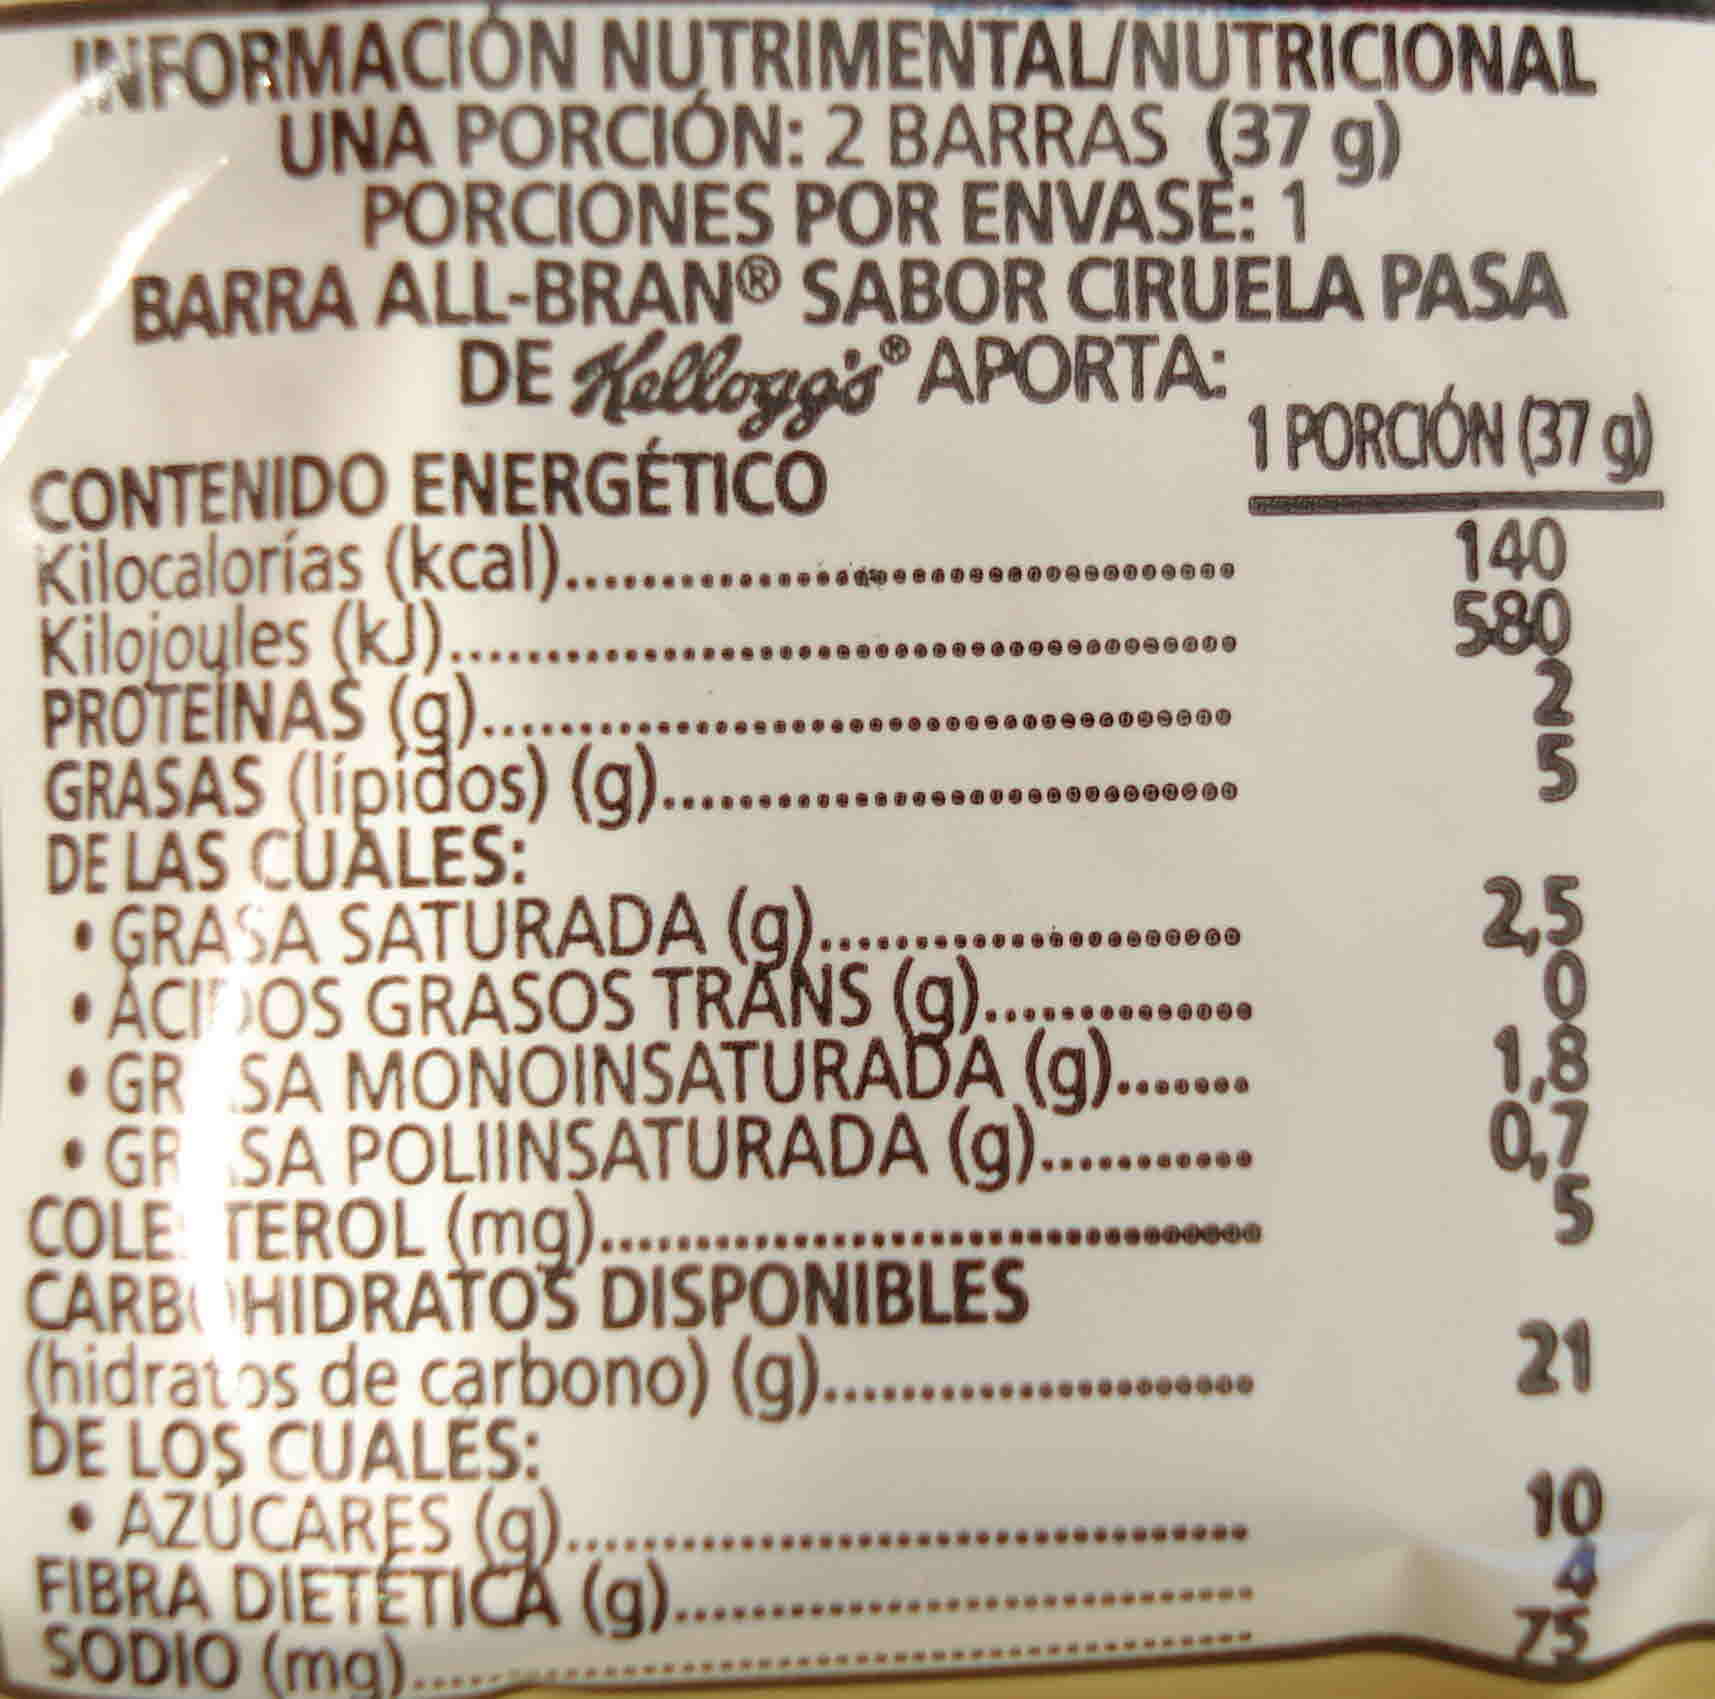 INFORMACIÓN NUTRIMENTAL/NUTRICIONAL
UNA PORCIÓN: 2 BARRAS (37 g)
PORCIONES POR ENVASE: 1
BARRA ALL-BRAN® SABOR CIRUELA PASA
DE Kellogg's® APORTA:
1 PORCIÓN (37 g)
CONTENIDO ENERGÉTICO
Kilocalorías (kcal)........ 140
Kilojoules (kJ)........ 580
PROTEÍNAS (g)........ 2
GRASAS (lípidos) (g)........ 5
DE LAS CUALES:
• GRASA SATURADA (g)........ 2,5
• ÁCIDOS GRASOS TRANS (g)........ 0
• GRASA MONOINSATURADA (g)........ 1,8
• GRASA POLIINSATURADA (g)........ 0,7
COLESTEROL (mg)........ 5
CARBOHIDRATOS DISPONIBLES
(hidratos de carbono) (g)........ 21
DE LOS CUALES:
• AZÚCARES (g)........ 10
FIBRA DIETÉTICA (g)........ 4
SODIO (mg)........ 75